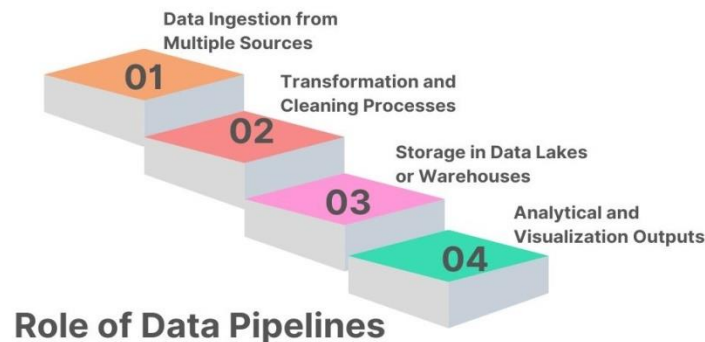 Data Ingestion from
Multiple Sources
01
Transformation and
Cleaning Processes
02
Storage in Data Lakes
or Warehouses
03
Analytical and
Visualization Outputs
04
Role of Data Pipelines